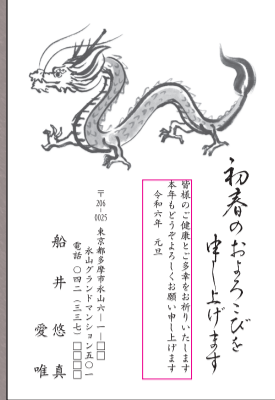 初春のおよろこびを
申し上げます
皆様のご健康とご多幸をお祈りいたします
本年もどうぞよろしくお願い申し上げます
令和六年 元旦
〒206-0025
東京都多摩市永山六ー一ー□
永山グランドマンション五〇一
電話 〇四二(三三七)□□□□
船井 悠真
愛唯